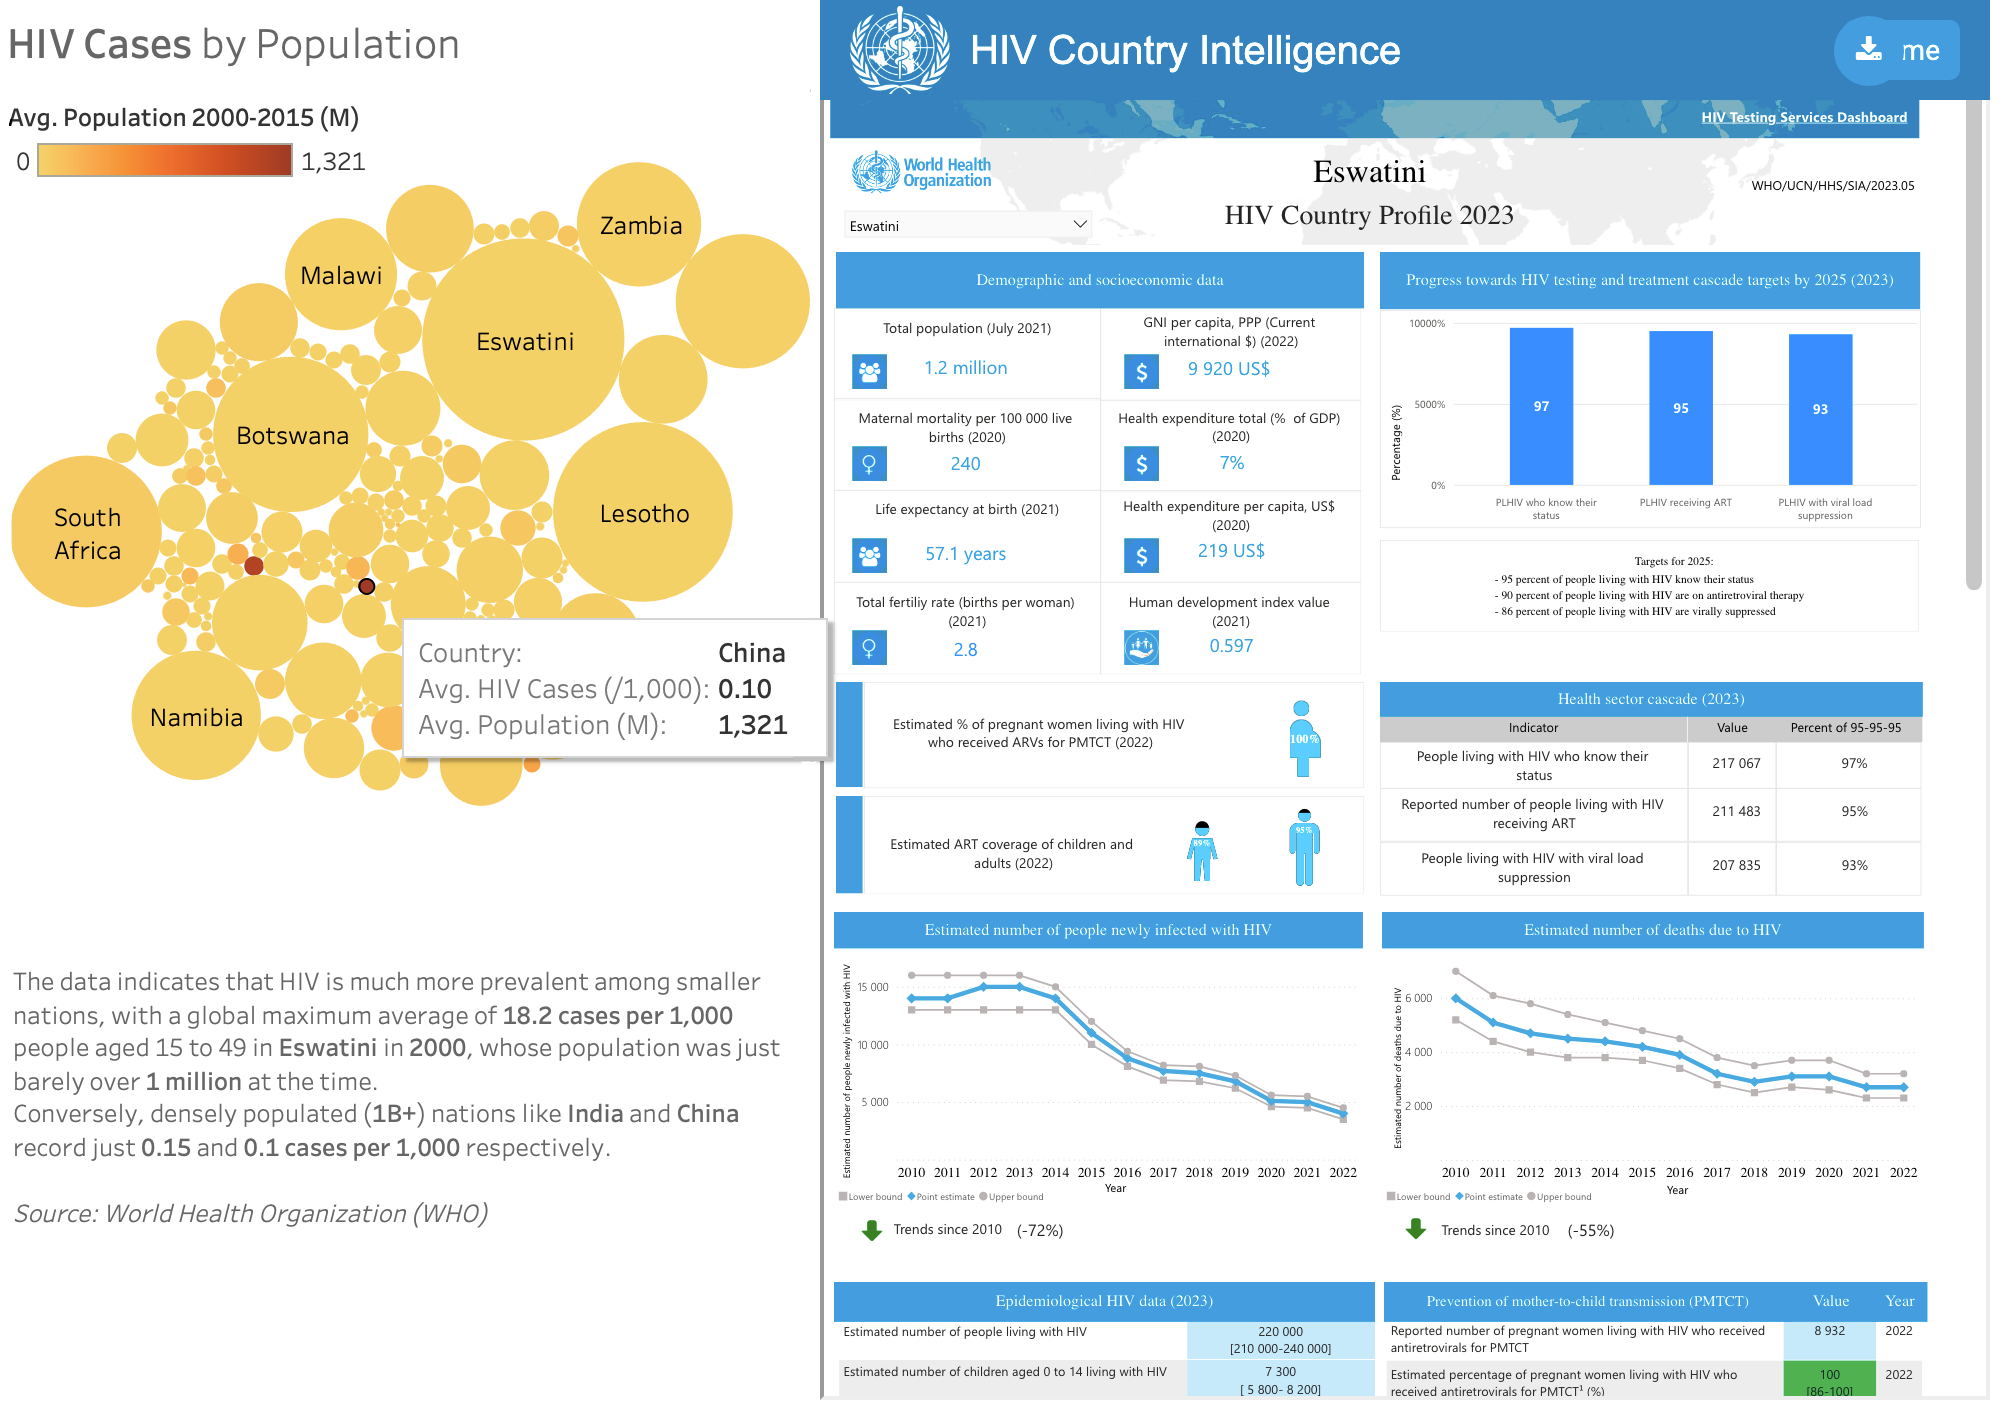 HIV Cases by Population
Avg. Population 2000-2015 (M)
0
1,321
Zambia
Malawi
Eswatini
Botswana
South
Africa
Lesotho
Namibia
Country: China
Avg. HIV Cases (/1,000): 0.10
Avg. Population (M): 1,321
The data indicates that HIV is much more prevalent among smaller
nations, with a global maximum average of 18.2 cases per 1,000
people aged 15 to 49 in Eswatini in 2000, whose population was just
barely over 1 million at the time.
Conversely, densely populated (1B+) nations like India and China
record just 0.15 and 0.1 cases per 1,000 respectively.
Source: World Health Organization (WHO)
HIV Country Intelligence
me
HIV Testing Services Dashboard
World Health
Organization
Eswatini
HIV Country Profile 2023
WHO/UCN/HHS/SIA/2023.05
Eswatini
Demographic and socioeconomic data
Total population (July 2021)
1.2 million
GNI per capita, PPP (Current
international $) (2022)
9 920 US$
Maternal mortality per 100 000 live
births (2020)
240
Health expenditure total (% of GDP)
(2020)
7%
Life expectancy at birth (2021)
57.1 years
Health expenditure per capita, US$
(2020)
219 US$
Total fertiliy rate (births per woman)
(2021)
2.8
Human development index value
(2021)
0.597
Progress towards HIV testing and treatment cascade targets by 2025 (2023)
Percentage (%)
10000%
5000%
0%
97
95
93
PLHIV who know their
status
PLHIV receiving ART
PLHIV with viral load
suppression
Targets for 2025:
- 95 percent of people living with HIV know their status
- 90 percent of people living with HIV are on antiretroviral therapy
- 86 percent of people living with HIV are virally suppressed
Estimated % of pregnant women living with HIV
who received ARVs for PMTCT (2022)
100%
Estimated ART coverage of children and
adults (2022)
89%
95%
Health sector cascade (2023)
Indicator Value Percent of 95-95-95
People living with HIV who know their
status
217 067 97%
Reported number of people living with HIV
receiving ART
211 483 95%
People living with HIV with viral load
suppression
207 835 93%
Estimated number of people newly infected with HIV
Estimated number of people newly infected with HIV
15 000
10 000
5 000
2010 2011 2012 2013 2014 2015 2016 2017 2018 2019 2020 2021 2022
Year
Lower bound Point estimate Upper bound
Trends since 2010 (-72%)
Estimated number of deaths due to HIV
Estimated number of deaths due to HIV
6 000
4 000
2 000
2010 2011 2012 2013 2014 2015 2016 2017 2018 2019 2020 2021 2022
Year
Lower bound Point estimate Upper bound
Trends since 2010 (-55%)
Epidemiological HIV data (2023)
Estimated number of people living with HIV
220 000
[210 000-240 000]
Estimated number of children aged 0 to 14 living with HIV
7 300
[ 5 800- 8 200]
Prevention of mother-to-child transmission (PMTCT) Value Year
Reported number of pregnant women living with HIV who received
antiretrovirals for PMTCT
8 932 2022
Estimated percentage of pregnant women living with HIV who
received antiretrovirals for PMTCT¹ (%)
100
[86-100]
2022